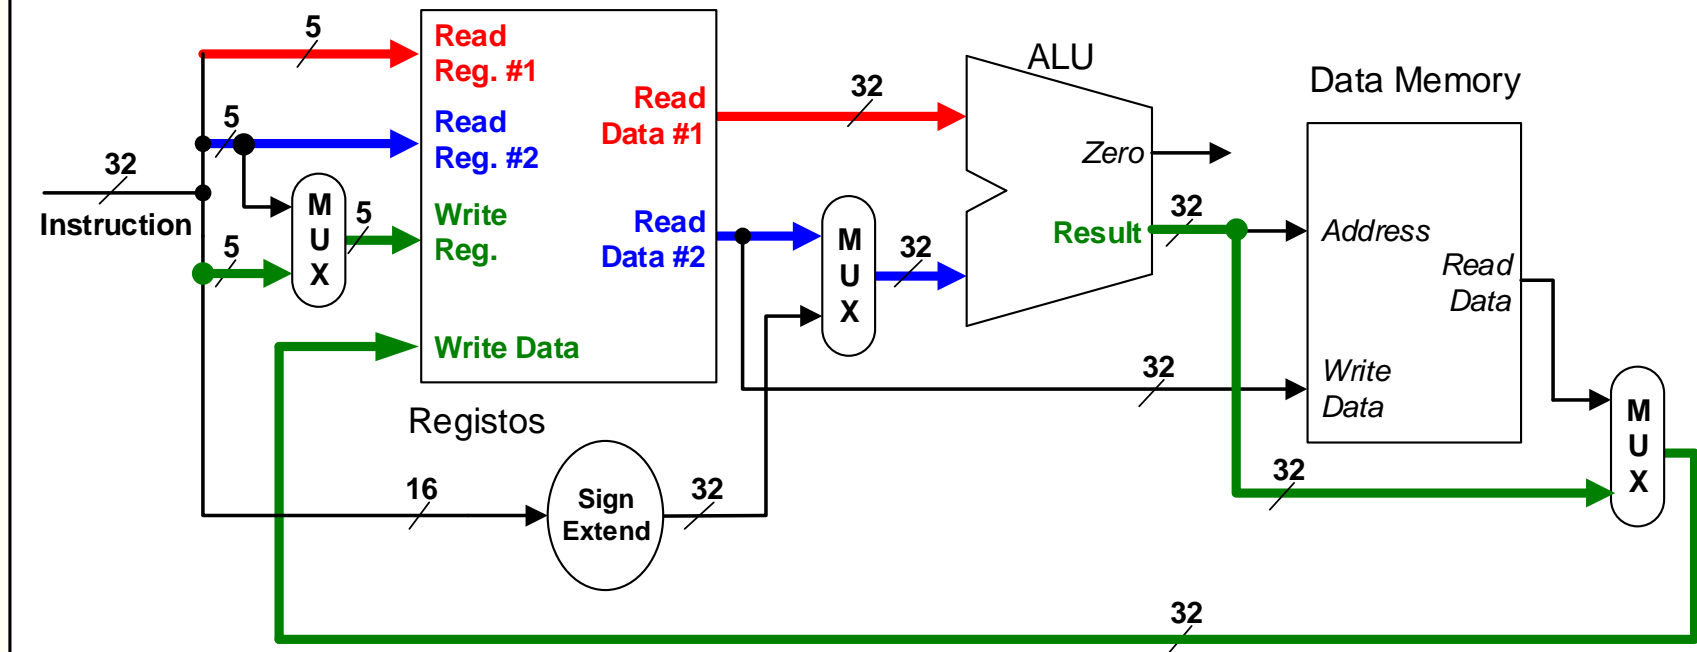 5
Read
Reg. #1
Read
Data #1
32
ALU
Data Memory
5
Read
Reg. #2
Zero
32
Instruction
M
U
X
5
Write
Reg.
Read
Data #2
M
U
X
32
Result
32
Address
Read
Data
5
Write Data
32
Write
Data
M
U
X
Registos
16
Sign
Extend
32
32
32